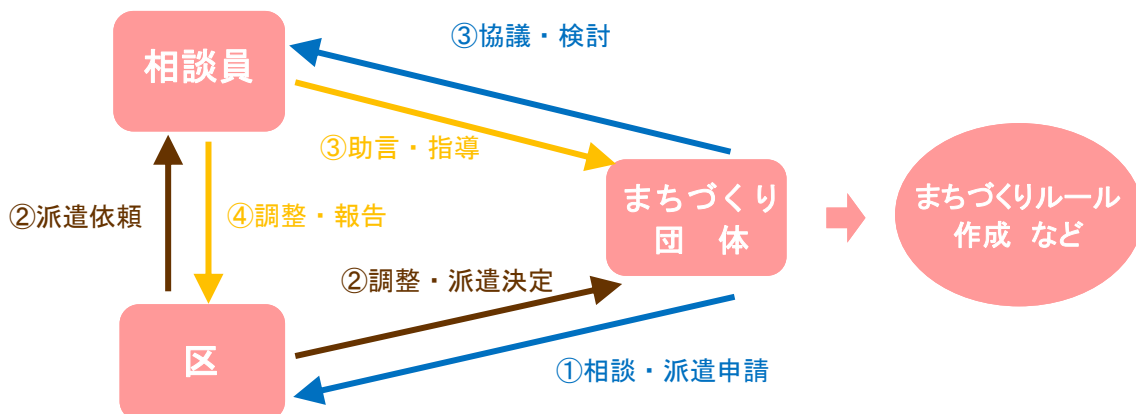 ③協議・検討
相談員
③助言・指導
まちづくり
団　体
まちづくりルール
作成 など
②派遣依頼
④調整・報告
②調整・派遣決定
区
①相談・派遣申請